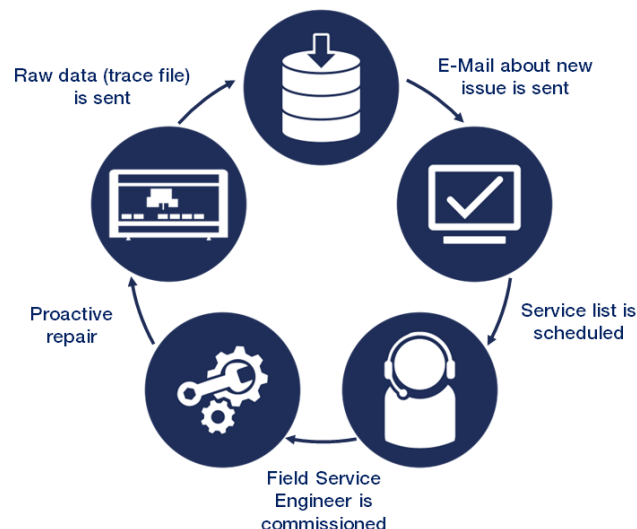 Raw data (trace file)
is sent
E-Mail about new
issue is sent
Service list is
scheduled
Field Service
Engineer is
commissioned
Proactive
repair